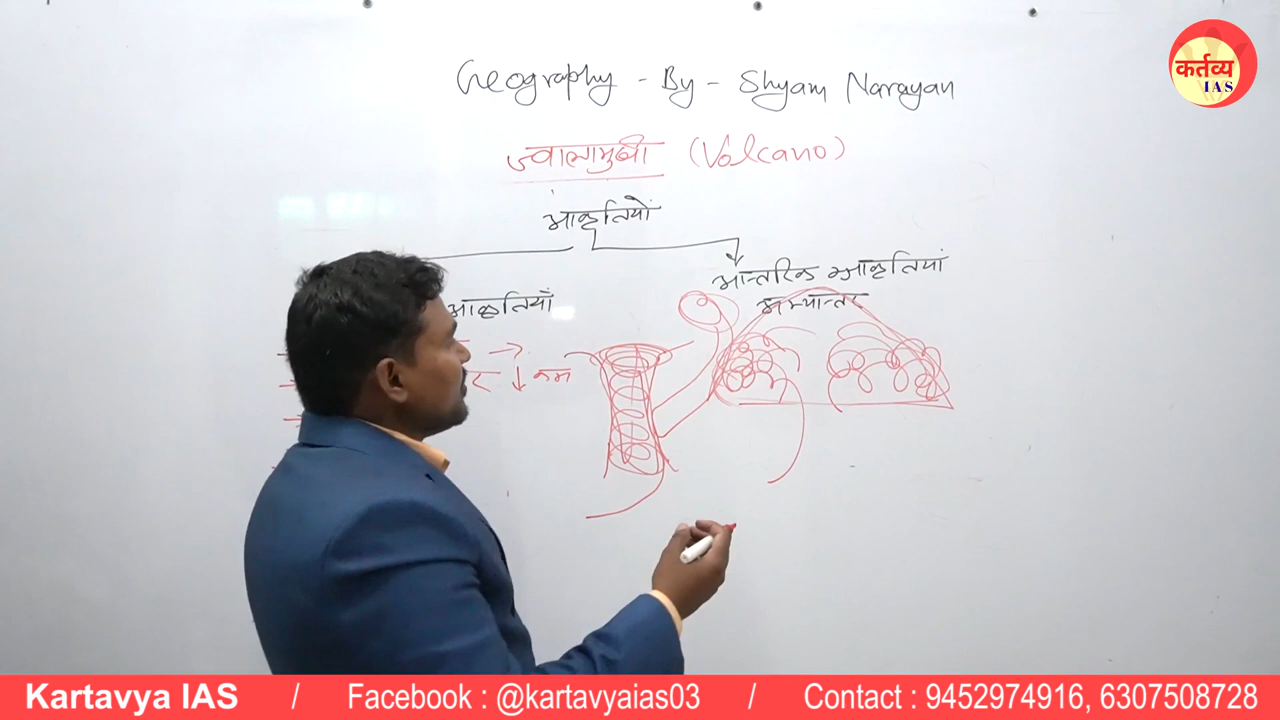 कर्तव्य
IAS
Geography - By - Shyam Narayan
ज्वालामुखी (Volcano)
आकृतियाँ
आन्तरिक आकृतियां
आकृतियाँ
कम
Kartavya IAS / Facebook : @kartavyaias03 / Contact : 9452974916, 6307508728